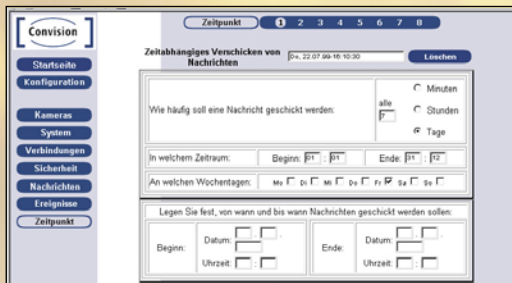 Convision
Startseite
Konfiguration
Kameras
System
Verbindungen
Sicherheit
Nachrichten
Ereignisse
Zeitpunkt
Zeitpunkt 1 2 3 4 5 6 7 8
Zeitabhängiges Verschicken von Nachrichten
Do, 22.07.99-16:10:30
Löschen
Wie häufig soll eine Nachricht geschickt werden:
alle
7
Minuten
Stunden
Tage
In welchem Zeitraum: Beginn: 01 : 01 Ende: 31 : 12
An welchen Wochentagen: Mo Di Mi Do Fr Sa So
Legen Sie fest, von wann und bis wann Nachrichten geschickt werden sollen:
Beginn: Datum: . . Uhrzeit: :
Ende: Datum: . . Uhrzeit: :